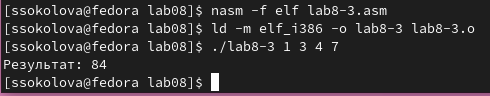 [ssokolova@fedora lab08]$ nasm -f elf lab8-3.asm
[ssokolova@fedora lab08]$ ld -m elf_i386 -o lab8-3 lab8-3.o
[ssokolova@fedora lab08]$ ./lab8-3 1 3 4 7
Результат: 84
[ssokolova@fedora lab08]$